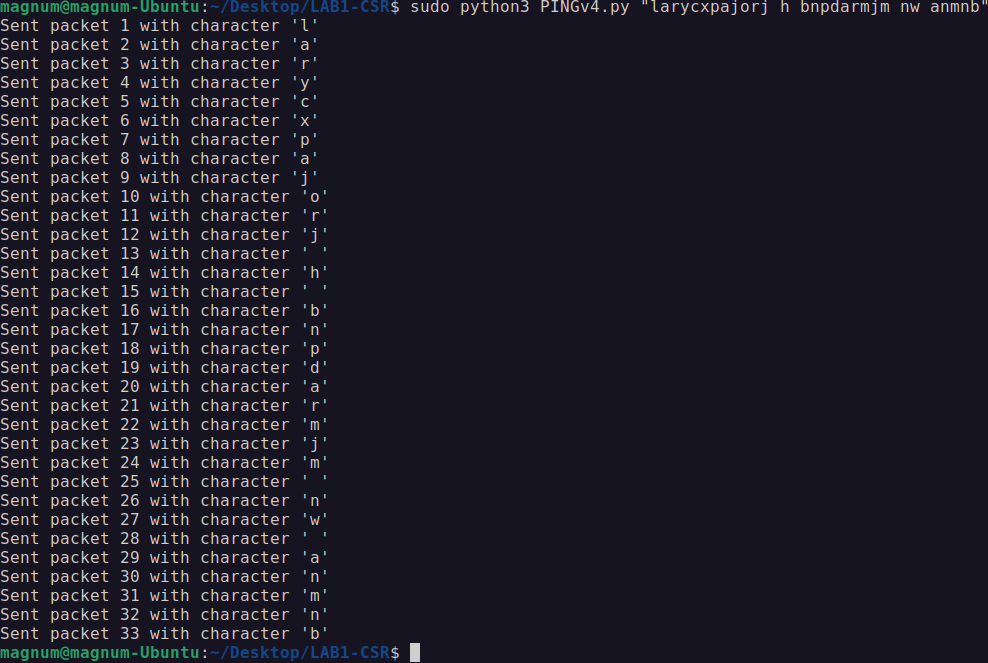 magnum@magnum-Ubuntu:~/Desktop/LAB1-CSR$ sudo python3 PINGv4.py "larycxpajorj h bnpdarmjm nw anmnb"
Sent packet 1 with character 'l'
Sent packet 2 with character 'a'
Sent packet 3 with character 'r'
Sent packet 4 with character 'y'
Sent packet 5 with character 'c'
Sent packet 6 with character 'x'
Sent packet 7 with character 'p'
Sent packet 8 with character 'a'
Sent packet 9 with character 'j'
Sent packet 10 with character 'o'
Sent packet 11 with character 'r'
Sent packet 12 with character 'j'
Sent packet 13 with character ' '
Sent packet 14 with character 'h'
Sent packet 15 with character ' '
Sent packet 16 with character 'b'
Sent packet 17 with character 'n'
Sent packet 18 with character 'p'
Sent packet 19 with character 'd'
Sent packet 20 with character 'a'
Sent packet 21 with character 'r'
Sent packet 22 with character 'm'
Sent packet 23 with character 'j'
Sent packet 24 with character 'm'
Sent packet 25 with character ' '
Sent packet 26 with character 'n'
Sent packet 27 with character 'w'
Sent packet 28 with character ' '
Sent packet 29 with character 'a'
Sent packet 30 with character 'n'
Sent packet 31 with character 'm'
Sent packet 32 with character 'n'
Sent packet 33 with character 'b'
magnum@magnum-Ubuntu:~/Desktop/LAB1-CSR$